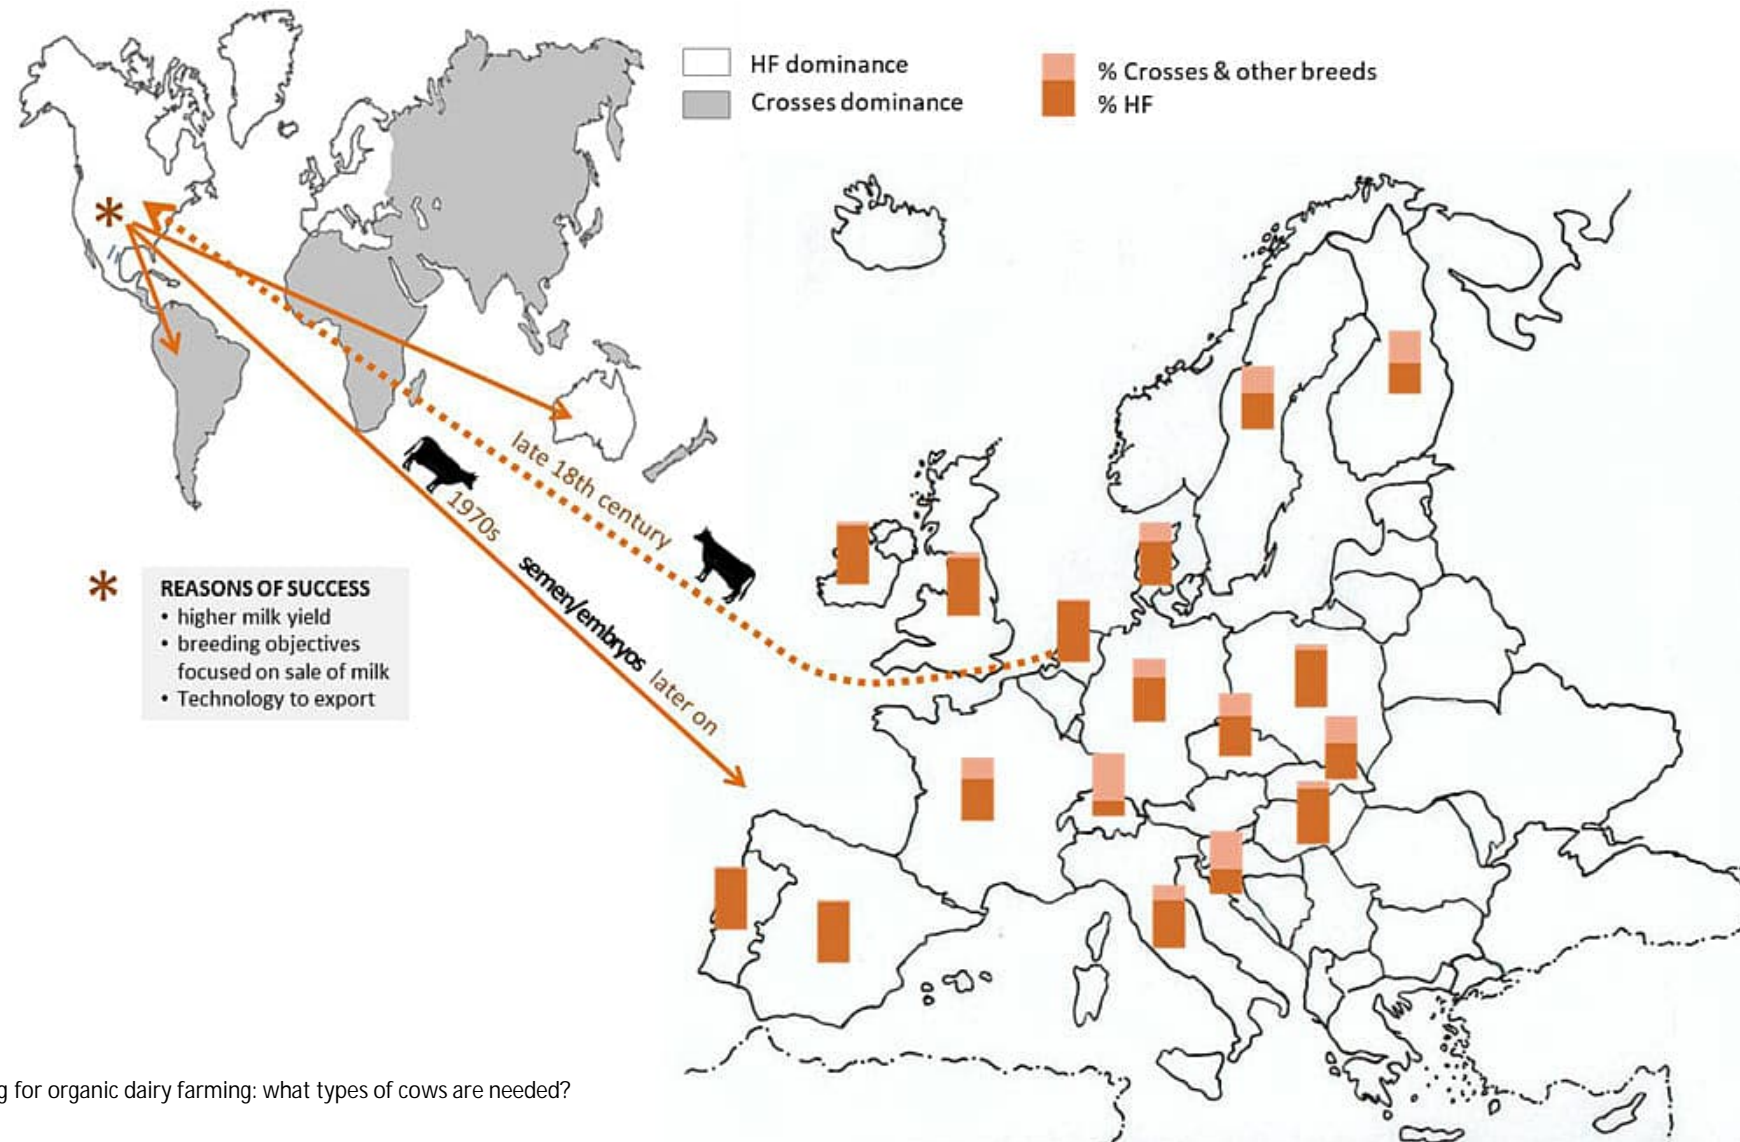 HF dominance
Crosses dominance
% Crosses & other breeds
% HF
late 18th century
1970s
semen/embryos later on
*
REASONS OF SUCCESS
• higher milk yield
• breeding objectives
focused on sale of milk
• Technology to export
g for organic dairy farming: what types of cows are needed?